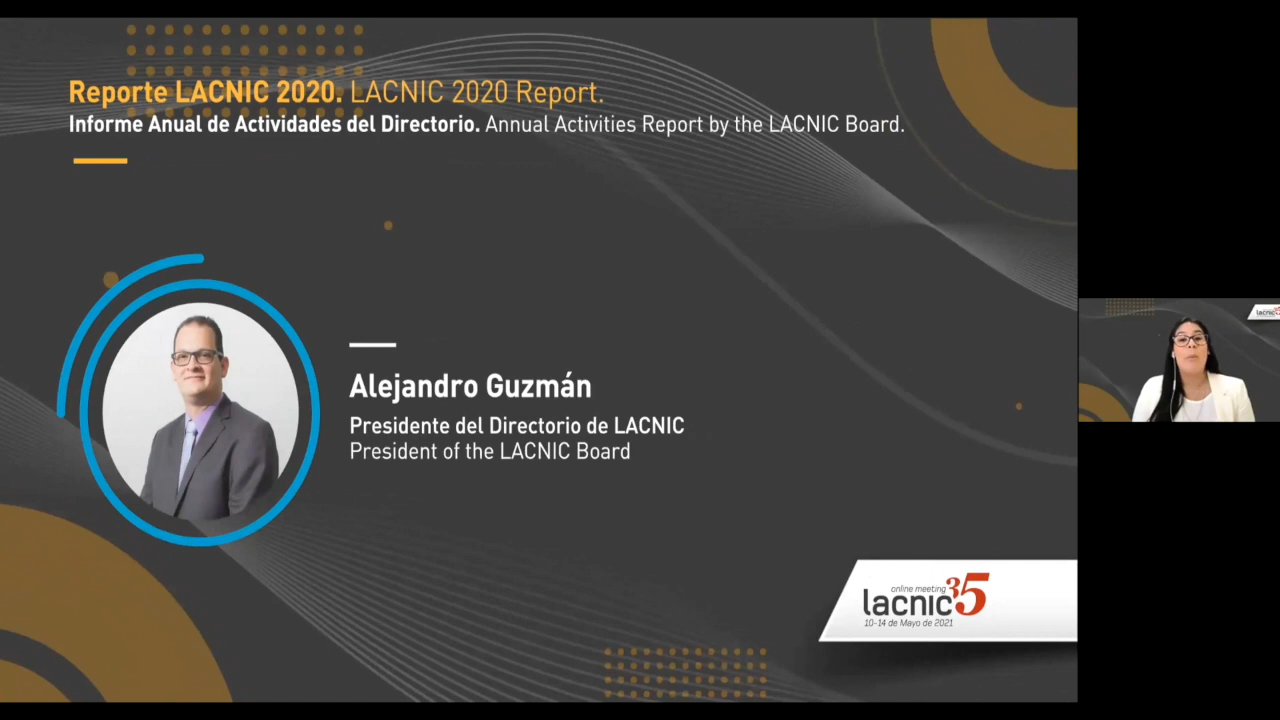 Reporte LACNIC 2020. LACNIC 2020 Report.
Informe Anual de Actividades del Directorio. Annual Activities Report by the LACNIC Board.
Alejandro Guzmán
Presidente del Directorio de LACNIC
President of the LACNIC Board
online meeting
lacnic35
10-14 de Mayo de 2021
lacnic35